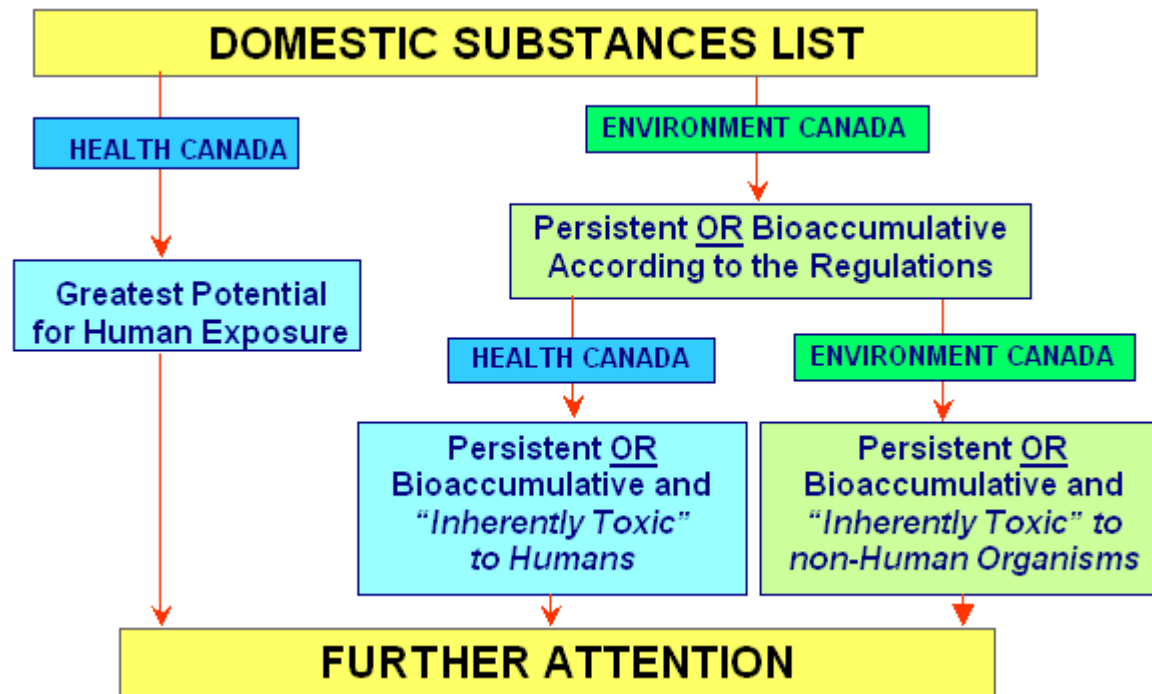 DOMESTIC SUBSTANCES LIST
HEALTH CANADA
ENVIRONMENT CANADA
Persistent OR Bioaccumulative
According to the Regulations
Greatest Potential
for Human Exposure
HEALTH CANADA
ENVIRONMENT CANADA
Persistent OR
Bioaccumulative and
“Inherently Toxic”
to Humans
Persistent OR
Bioaccumulative and
“Inherently Toxic” to
non-Human Organisms
FURTHER ATTENTION